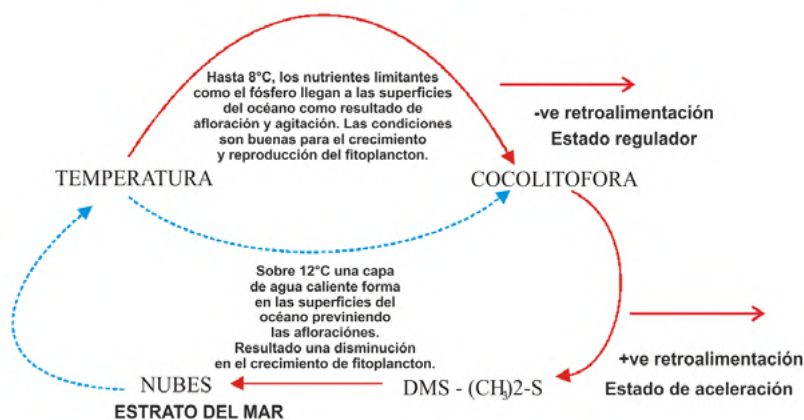 Hasta 8°C, los nutrientes limitantes
como el fósfero llegan a las superficies
del océano como resultado de
afloración y agitación. Las condiciones
son buenas para el crecimiento
y reproducción del fitoplancton.
-ve retroalimentación
Estado regulador
TEMPERATURA
COCOLITOFORA
Sobre 12°C una capa
de agua caliente forma
en las superficies del
océano previniendo
las afloraciónes.
Resultado una disminución
en el crecimiento de fitoplancton.
+ve retroalimentación
Estado de aceleración
NUBES
DMS - (CH3)2-S
ESTRATO DEL MAR